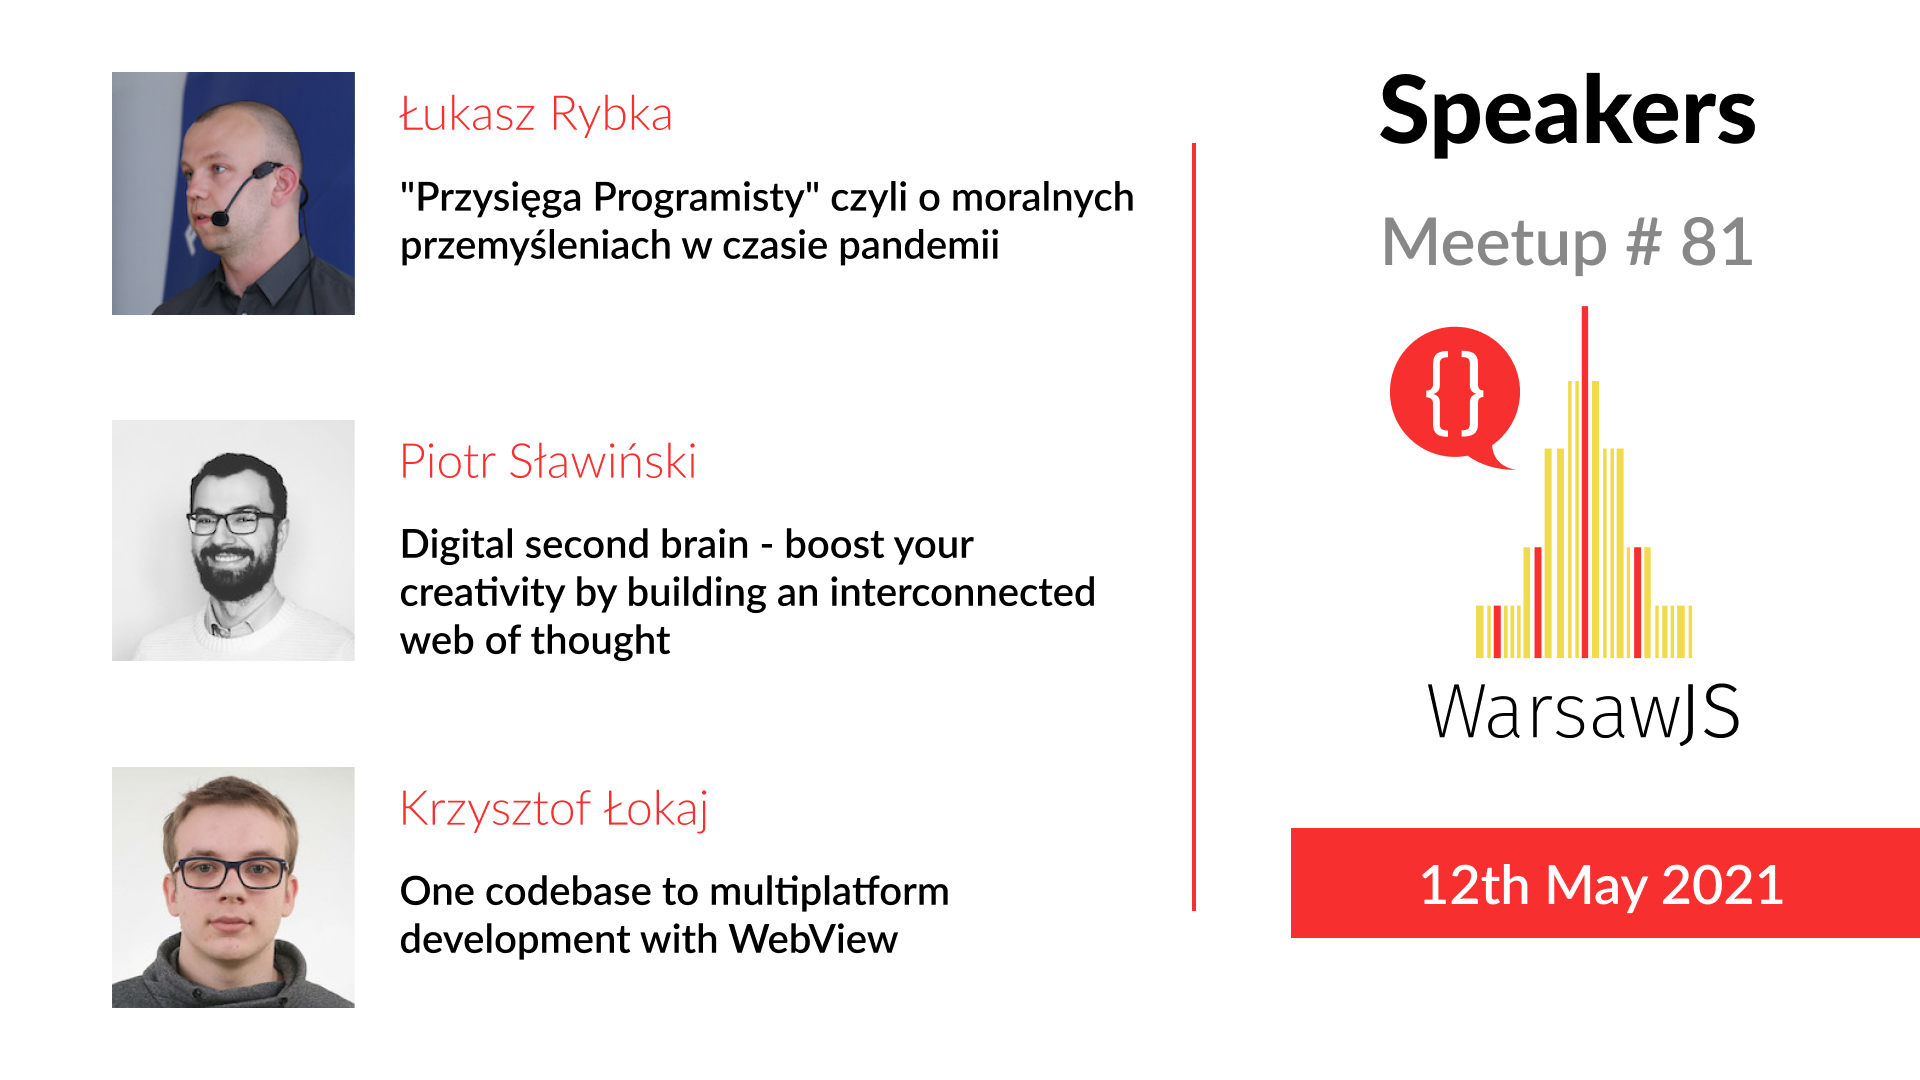 Łukasz Rybka
"Przysięga Programisty" czyli o moralnych
przemyśleniach w czasie pandemii
Piotr Sławiński
Digital second brain - boost your
creativity by building an interconnected
web of thought
Krzysztof Łokaj
One codebase to multiplatform
development with WebView
Speakers
Meetup # 81
{}
WarsawJS
12th May 2021